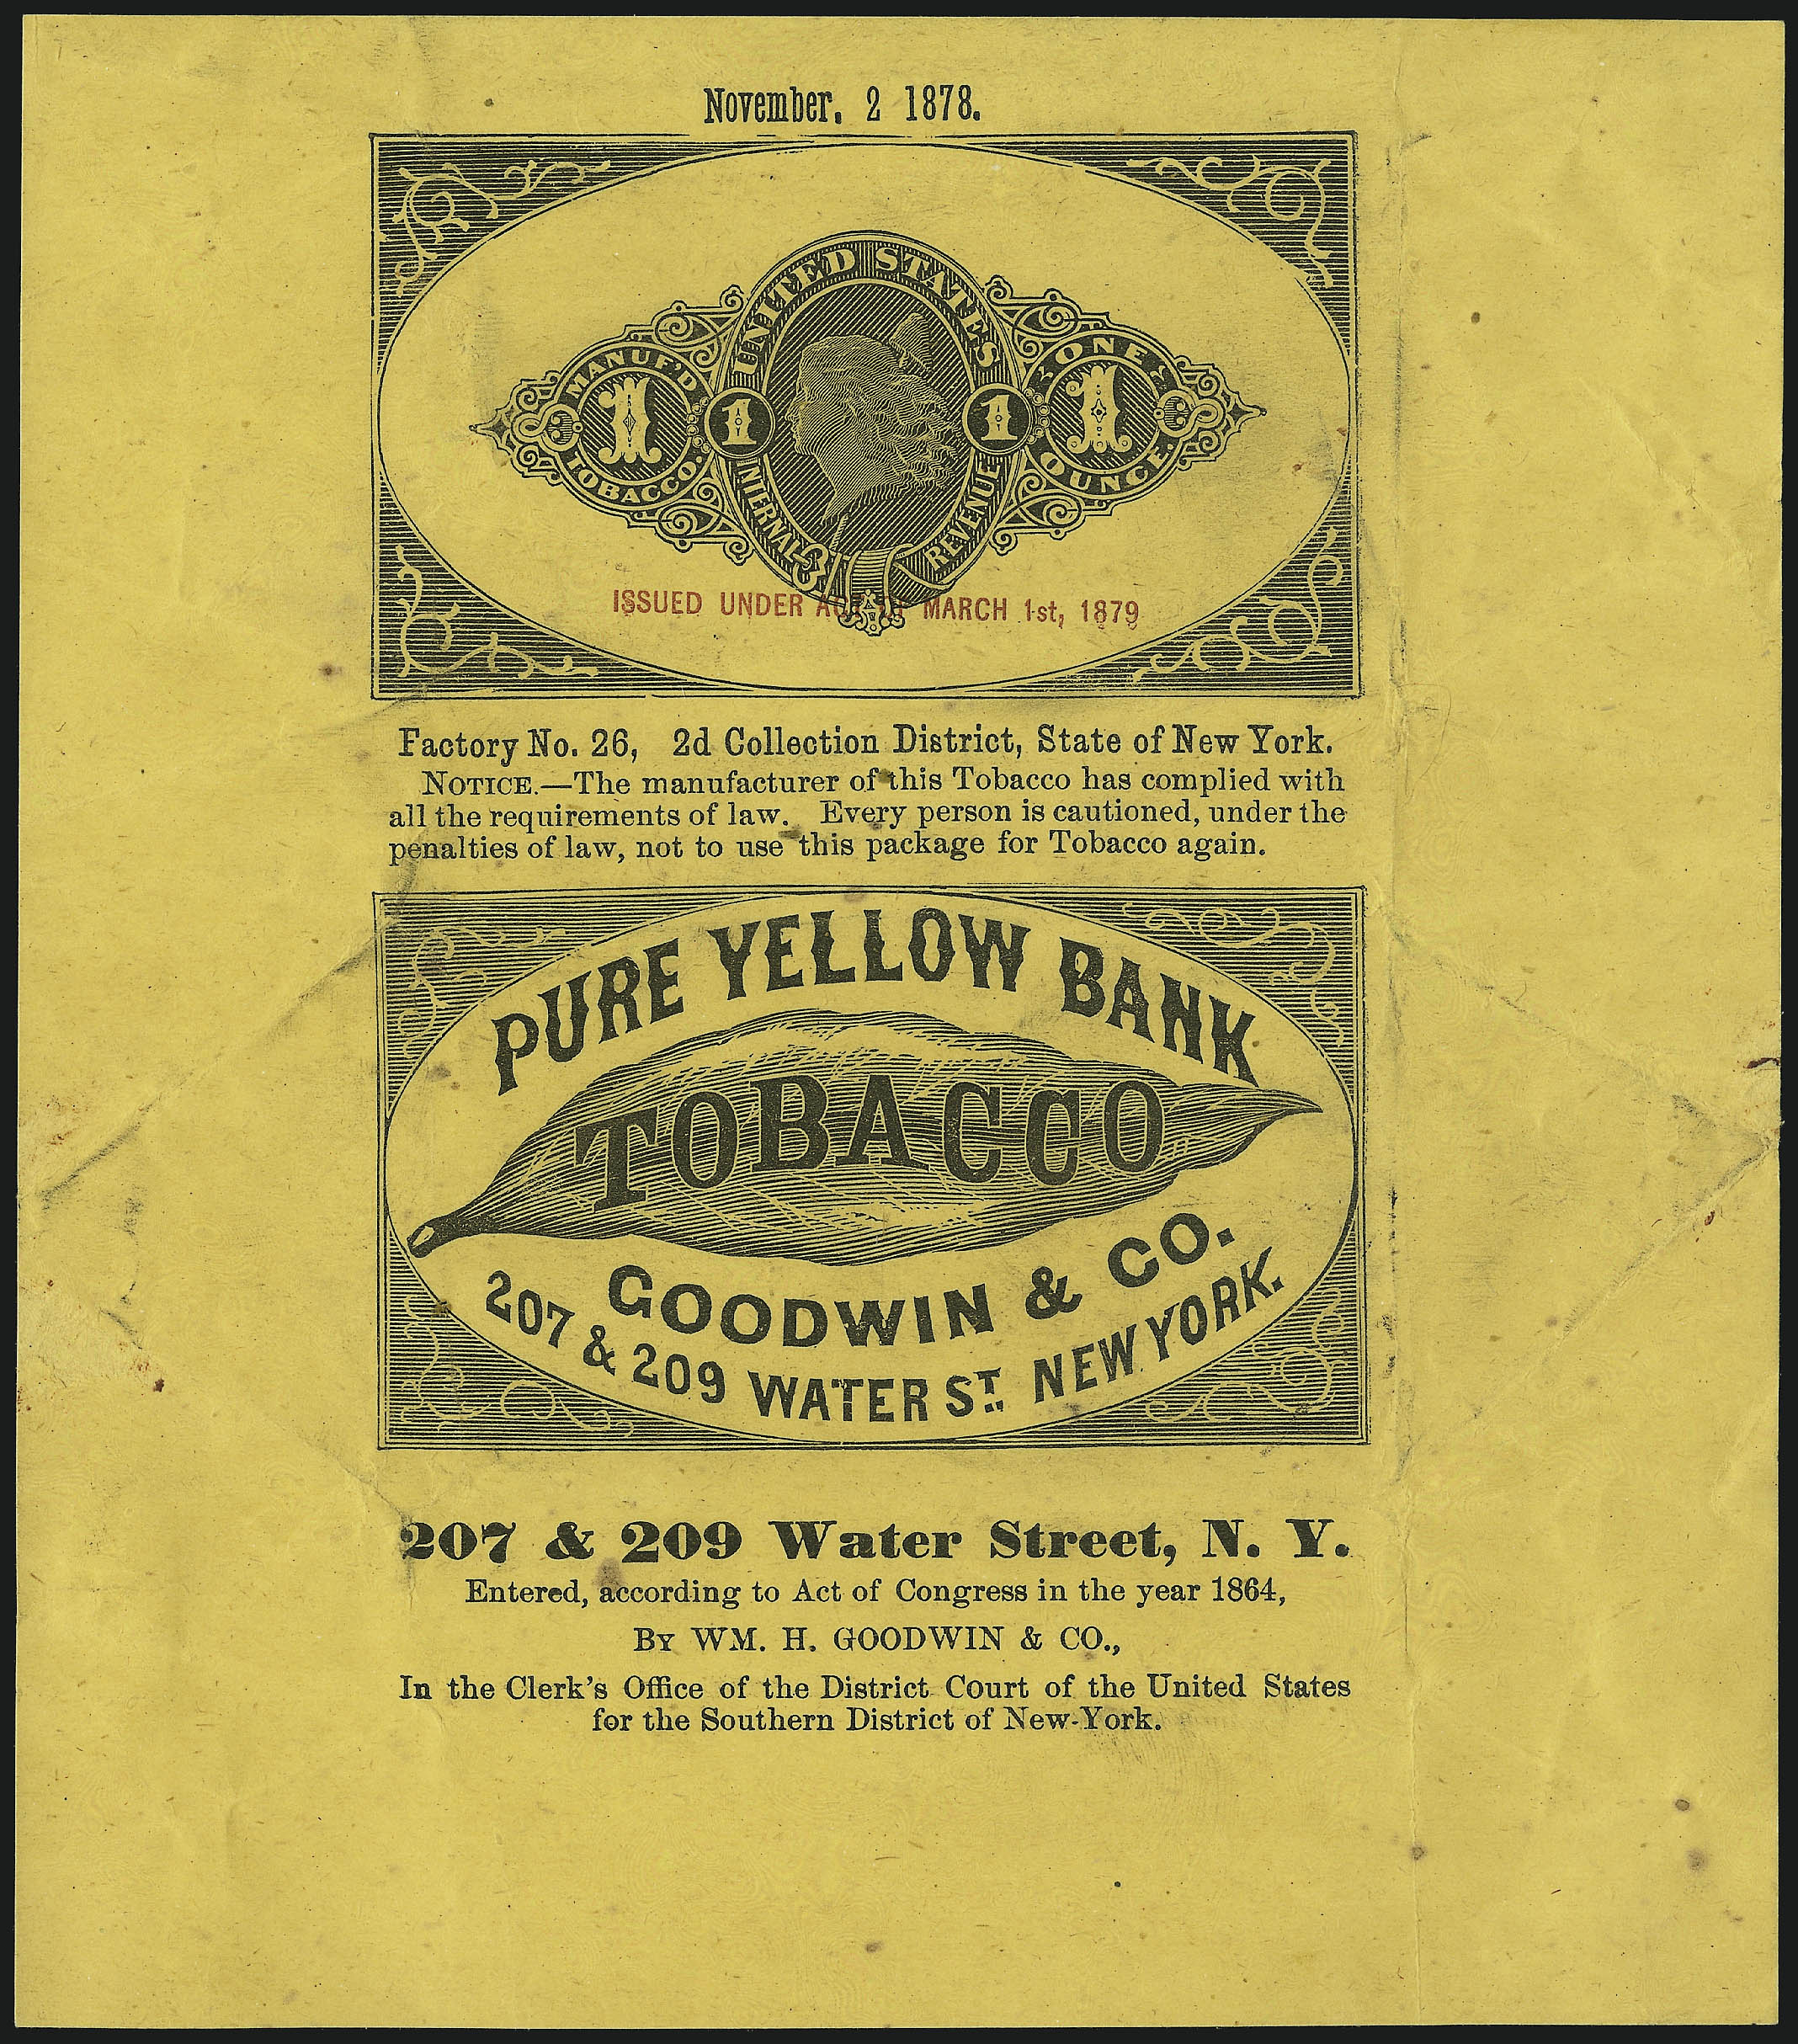 November, 2 1878.
UNITED STATES
MANUF'D
1
TOBACCO.
1
1
ONE
1
OUNCE.
INTERNAL REVENUE
ISSUED UNDER ACT OF MARCH 1st, 1879
Factory No. 26, 2d Collection District, State of New York.
NOTICE.—The manufacturer of this Tobacco has complied with
all the requirements of law. Every person is cautioned, under the
penalties of law, not to use this package for Tobacco again.
PURE YELLOW BANK
TOBACCO
GOODWIN & CO.
207 & 209 WATER ST. NEW YORK.
207 & 209 Water Street, N. Y.
Entered, according to Act of Congress in the year 1864,
BY WM. H. GOODWIN & CO.,
In the Clerk's Office of the District Court of the United States
for the Southern District of New-York.